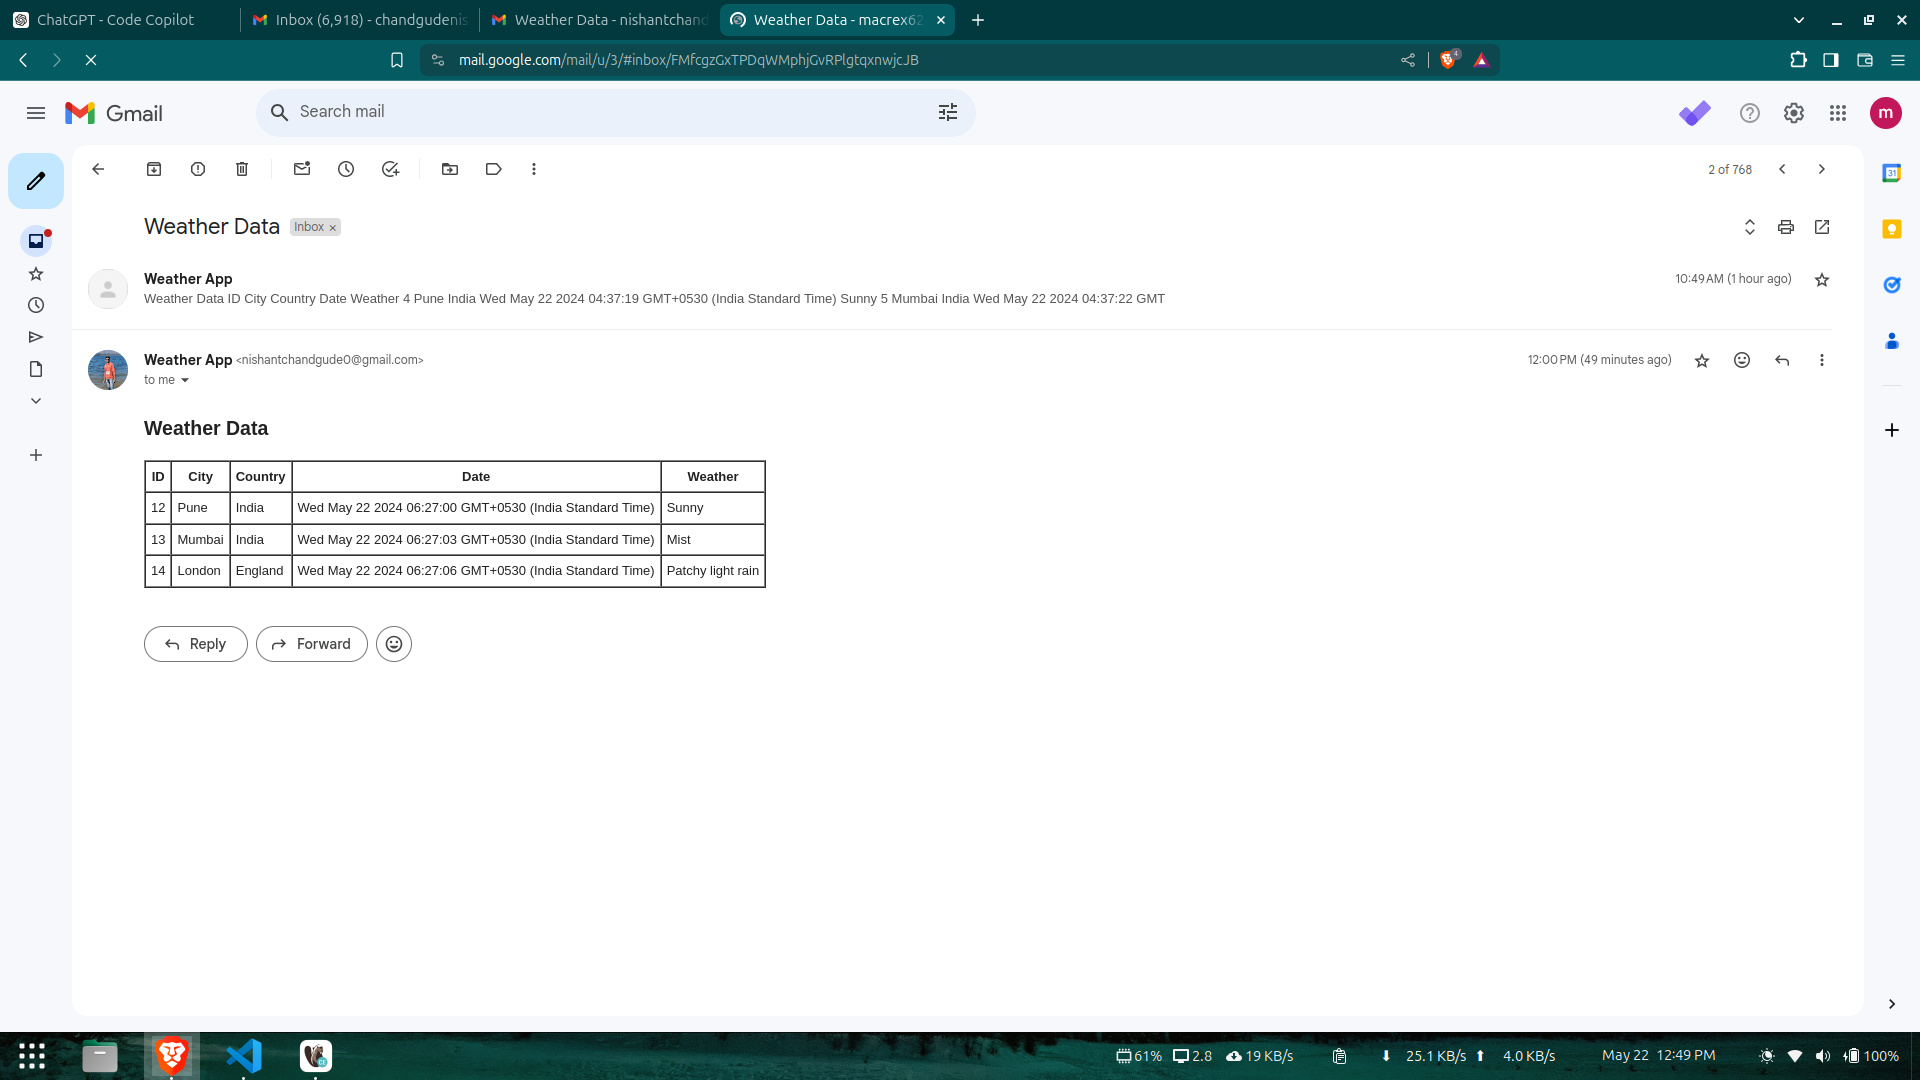 ChatGPT - Code Copilot
Inbox (6,918) - chandgudenis
Weather Data - nishantchand
Weather Data - macrex62
mail.google.com/mail/u/3/#inbox/FMfcgzGxTPDqWMphjGvRPlgtqxnwjcJB
4
Gmail
Search mail
m
2 of 768
31
Weather Data
Inbox ×
Weather App
10:49 AM (1 hour ago)
Weather Data ID City Country Date Weather 4 Pune India Wed May 22 2024 04:37:19 GMT+0530 (India Standard Time) Sunny 5 Mumbai India Wed May 22 2024 04:37:22 GMT
Weather App <nishantchandgude0@gmail.com>
12:00 PM (49 minutes ago)
to me
Weather Data
ID City Country Date Weather
12 Pune India Wed May 22 2024 06:27:00 GMT+0530 (India Standard Time) Sunny
13 Mumbai India Wed May 22 2024 06:27:03 GMT+0530 (India Standard Time) Mist
14 London England Wed May 22 2024 06:27:06 GMT+0530 (India Standard Time) Patchy light rain
Reply
Forward
61% 2.8 19 KB/s 25.1 KB/s 4.0 KB/s May 22 12:49 PM 100%